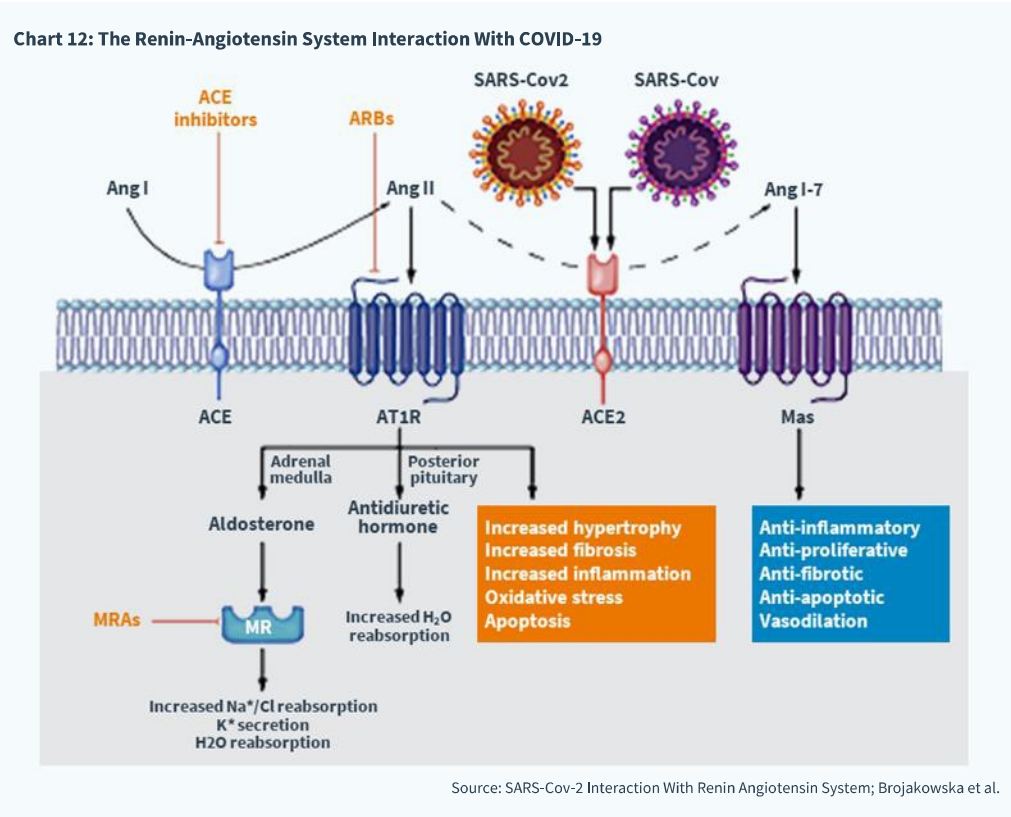 Chart 12: The Renin-Angiotensin System Interaction With COVID-19
SARS-Cov2
SARS-Cov
ACE
inhibitors
ARBs
Ang I
Ang II
Ang I-7
ACE
AT1R
ACE2
Mas
Adrenal
medulla
Posterior
pituitary
Aldosterone
Antidiuretic
hormone
Increased hypertrophy
Increased fibrosis
Increased inflammation
Oxidative stress
Apoptosis
Anti-inflammatory
Anti-proliferative
Anti-fibrotic
Anti-apoptotic
Vasodilation
MRAs
MR
Increased H₂O
reabsorption
Increased Na*/Cl reabsorption
K* secretion
H2O reabsorption
Source: SARS-Cov-2 Interaction With Renin Angiotensin System; Brojakowska et al.